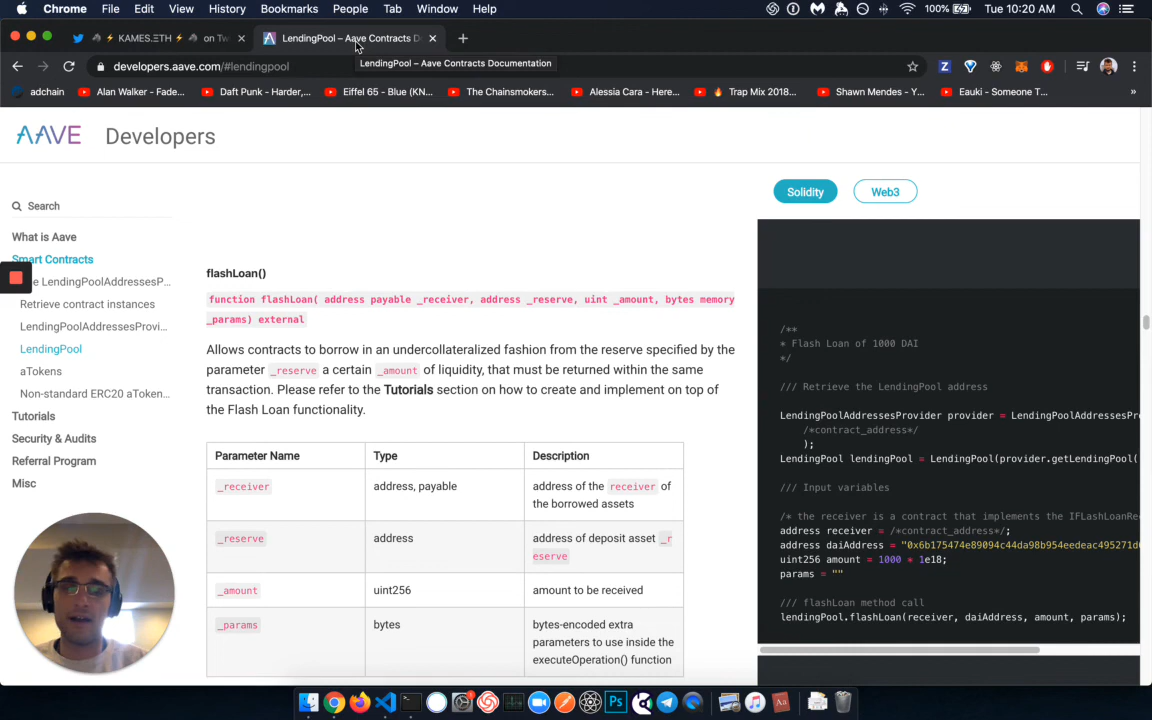 Chrome File Edit View History Bookmarks People Tab Window Help
100% Tue 10:20 AM
KAMES.ETH on Tw
LendingPool – Aave Contracts D
LendingPool – Aave Contracts Documentation
developers.aave.com/#lendingpool
adchain Alan Walker - Fade... Daft Punk - Harder,... Eiffel 65 - Blue (KN... The Chainsmokers... Alessia Cara - Here... Trap Mix 2018... Shawn Mendes - Y... Eauki - Someone T... »
AAVE Developers
Solidity Web3
Search
What is Aave
Smart Contracts
e LendingPoolAddressesP...
Retrieve contract instances
LendingPoolAddressesProvi...
LendingPool
aTokens
Non-standard ERC20 aToken...
Tutorials
Security & Audits
Referral Program
Misc
flashLoan()
function flashLoan( address payable _receiver, address _reserve, uint _amount, bytes memory
_params) external
Allows contracts to borrow in an undercollateralized fashion from the reserve specified by the
parameter _reserve a certain _amount of liquidity, that must be returned within the same
transaction. Please refer to the Tutorials section on how to create and implement on top of
the Flash Loan functionality.
Parameter Name Type Description
_receiver address, payable address of the receiver of
the borrowed assets
_reserve address address of deposit asset _r
eserve
_amount uint256 amount to be received
_params bytes bytes-encoded extra
parameters to use inside the
executeOperation() function
/**
* Flash Loan of 1000 DAI
*/
/// Retrieve the LendingPool address
LendingPoolAddressesProvider provider = LendingPoolAddressesPr
/*contract_address*/
);
LendingPool lendingPool = LendingPool(provider.getLendingPool(
/// Input variables
/* the receiver is a contract that implements the IFLashLoanRe
address receiver = /*contract_address*/;
address daiAddress = "0x6b175474e89094c44da98b954eedeac495271d
uint256 amount = 1000 * 1e18;
params = ""
/// flashLoan method call
lendingPool.flashLoan(receiver, daiAddress, amount, params);
Ps
Aa